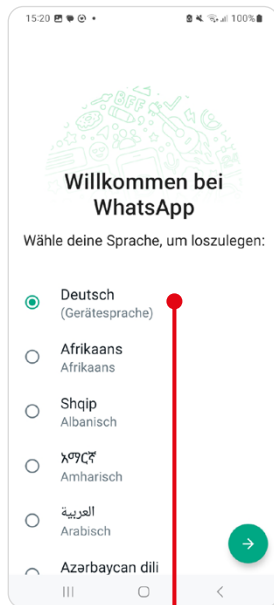 15:20 100%
BFF
Willkommen bei
WhatsApp
Wähle deine Sprache, um loszulegen:
Deutsch
(Gerätesprache)
Afrikaans
Afrikaans
Shqip
Albanisch
አማርኛ
Amharisch
العربية
Arabisch
Azərbaycan dili